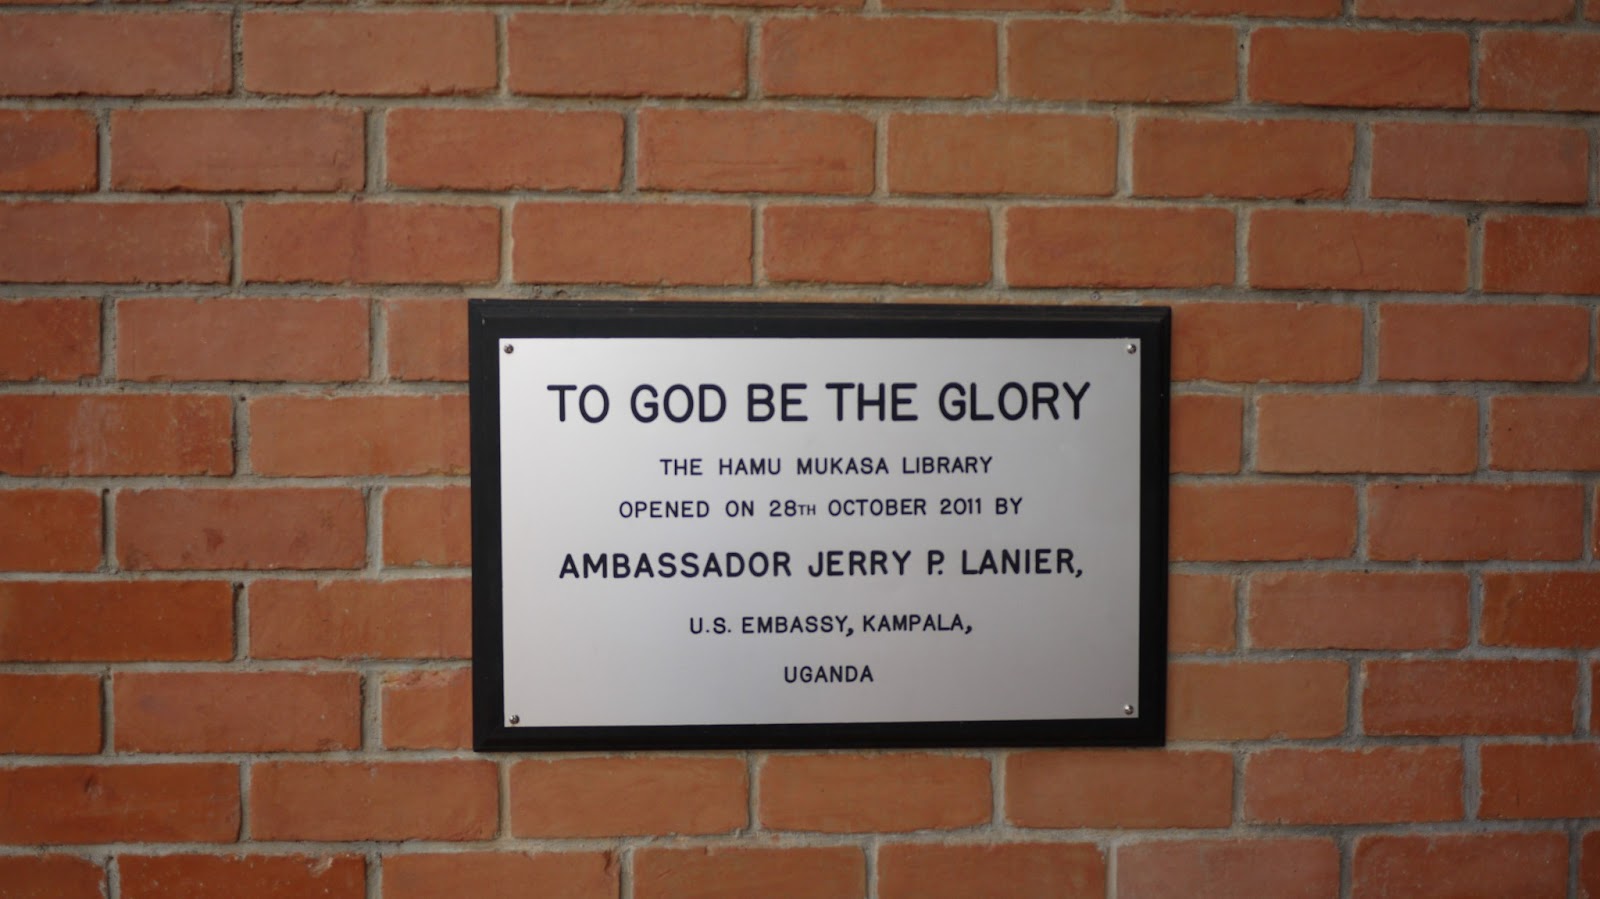 TO GOD BE THE GLORY
THE HAMU MUKASA LIBRARY
OPENED ON 28TH OCTOBER 2011 BY
AMBASSADOR JERRY P. LANIER,
U.S. EMBASSY, KAMPALA,
UGANDA